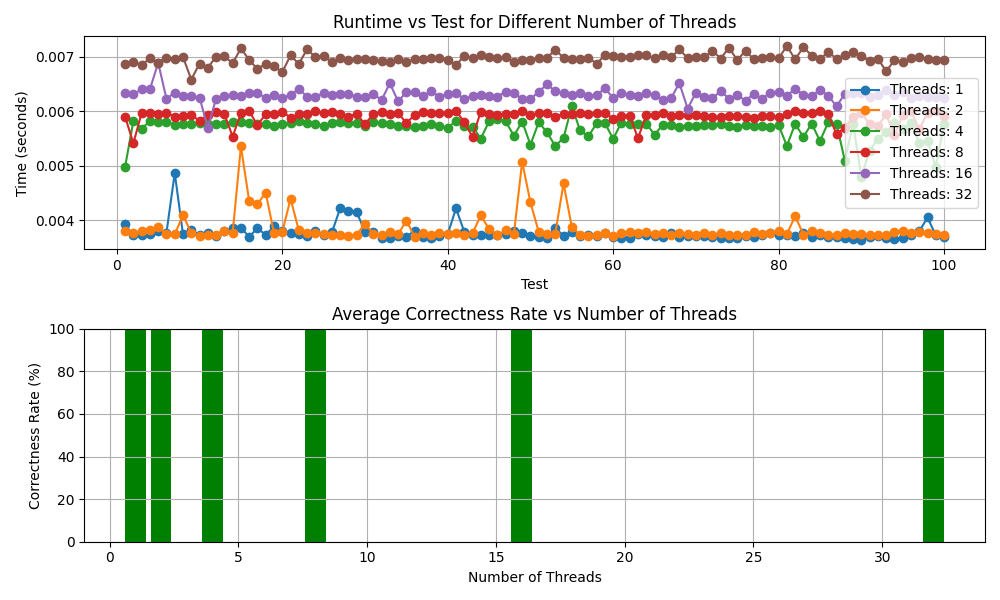 Runtime vs Test for Different Number of Threads
Time (seconds)
0.007
0.006
0.005
0.004
Threads: 1
Threads: 2
Threads: 4
Threads: 8
Threads: 16
Threads: 32
0 20 40 60 80 100
Test
Average Correctness Rate vs Number of Threads
Correctness Rate (%)
100
80
60
40
20
0
0 5 10 15 20 25 30
Number of Threads